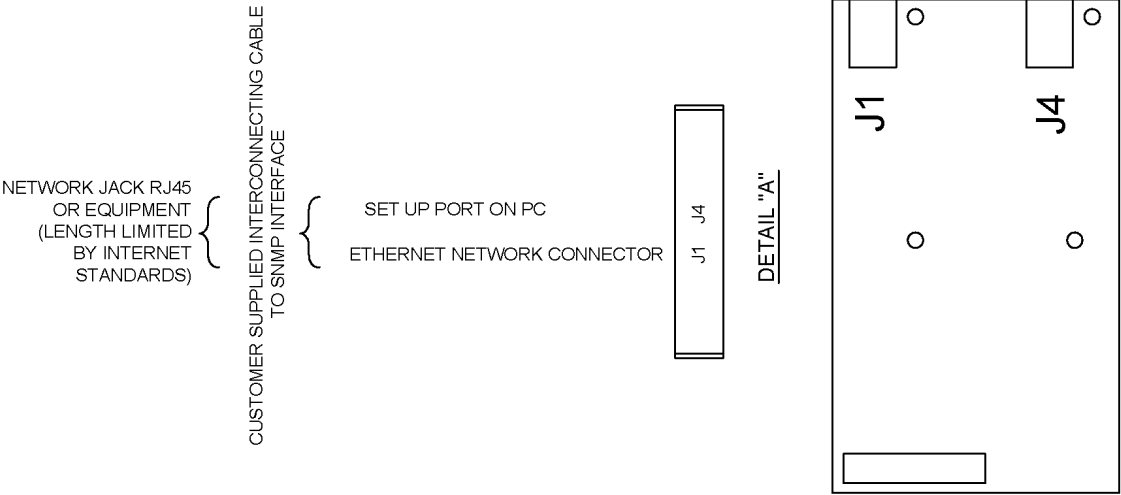 NETWORK JACK RJ45
OR EQUIPMENT
(LENGTH LIMITED
BY INTERNET
STANDARDS)
CUSTOMER SUPPLIED INTERCONNECTING CABLE
TO SNMP INTERFACE
SET UP PORT ON PC
ETHERNET NETWORK CONNECTOR
J1 J4
DETAIL "A"
J1
J4